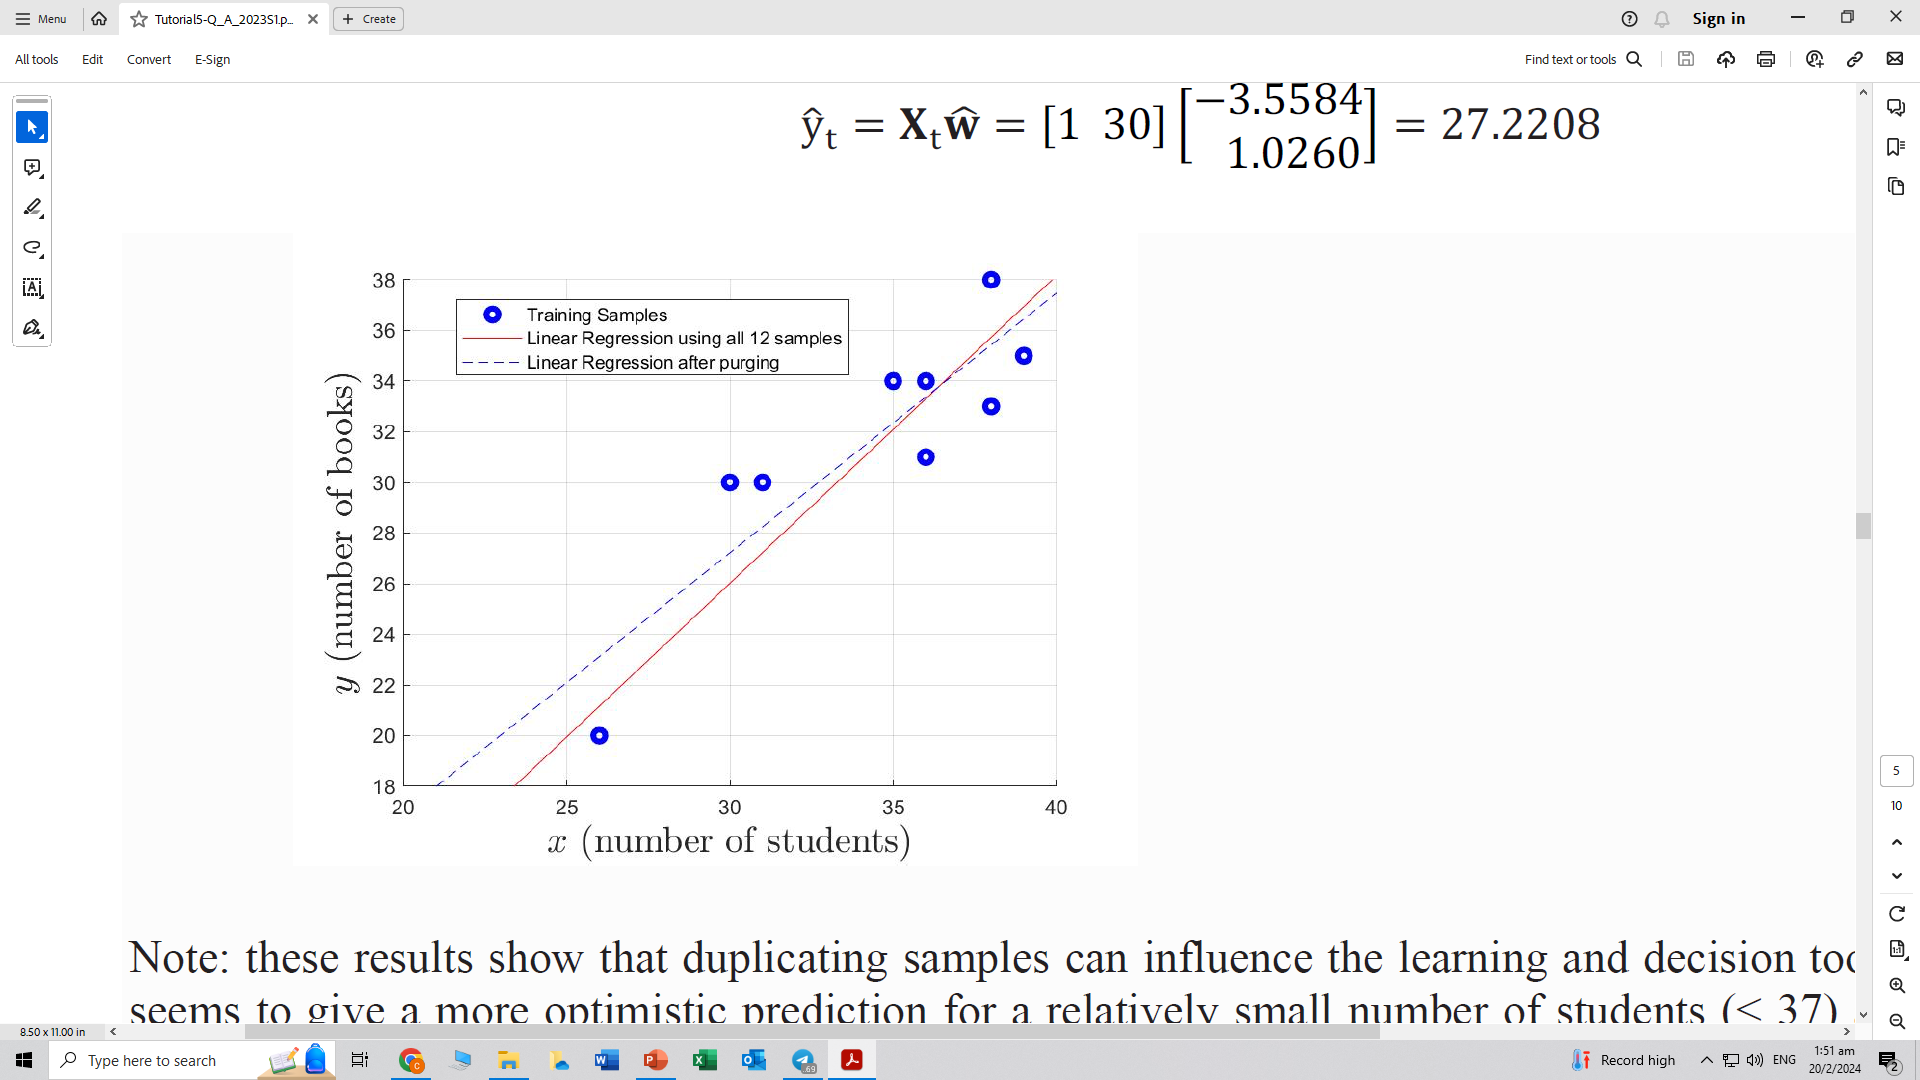 Menu
Tutorial5-Q_A_2023S1.p...
Create
Sign in
All tools
Edit
Convert
E-Sign
Find text or tools
ŷt = Xtŵ = [1 30] [−3.5584 1.0260] = 27.2208
Training Samples
Linear Regression using all 12 samples
Linear Regression after purging
38
36
34
32
30
28
26
24
22
20
18
y (number of books)
20 25 30 35 40
x (number of students)
Note: these results show that duplicating samples can influence the learning and decision too
seems to give a more optimistic prediction for a relatively small number of students (< 37)
5
10
8.50 x 11.00 in
Type here to search
.69
Record high
ENG
1:51 am
20/2/2024
2